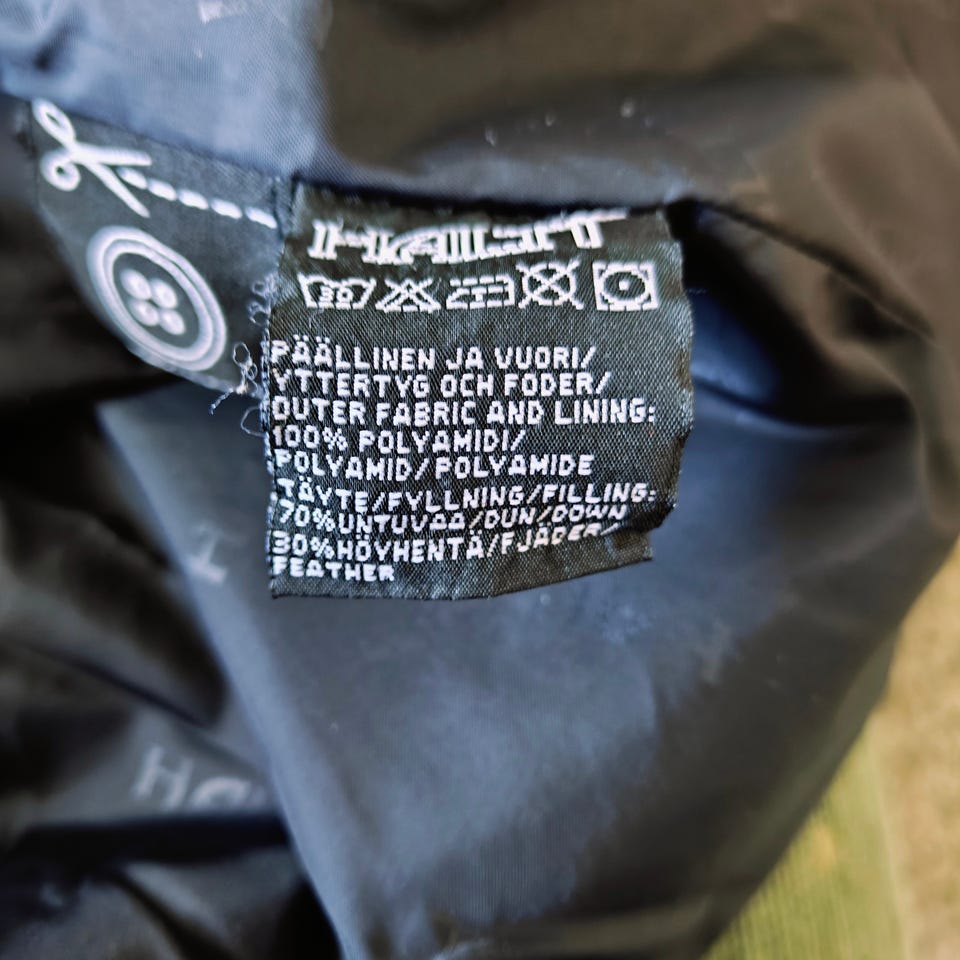 HALTI
30
PÄÄLLINEN JA VUORI/
YTTERTYG OCH FODER/
OUTER FABRIC AND LINING:
100% POLYAMIDI/
POLYAMID/POLYAMIDE
TÄYTE/FYLLNING/FILLING:
70%UNTUVAA/DUN/DOWN
30%HÖYHENTÄ/FJÄDER/
FEATHER